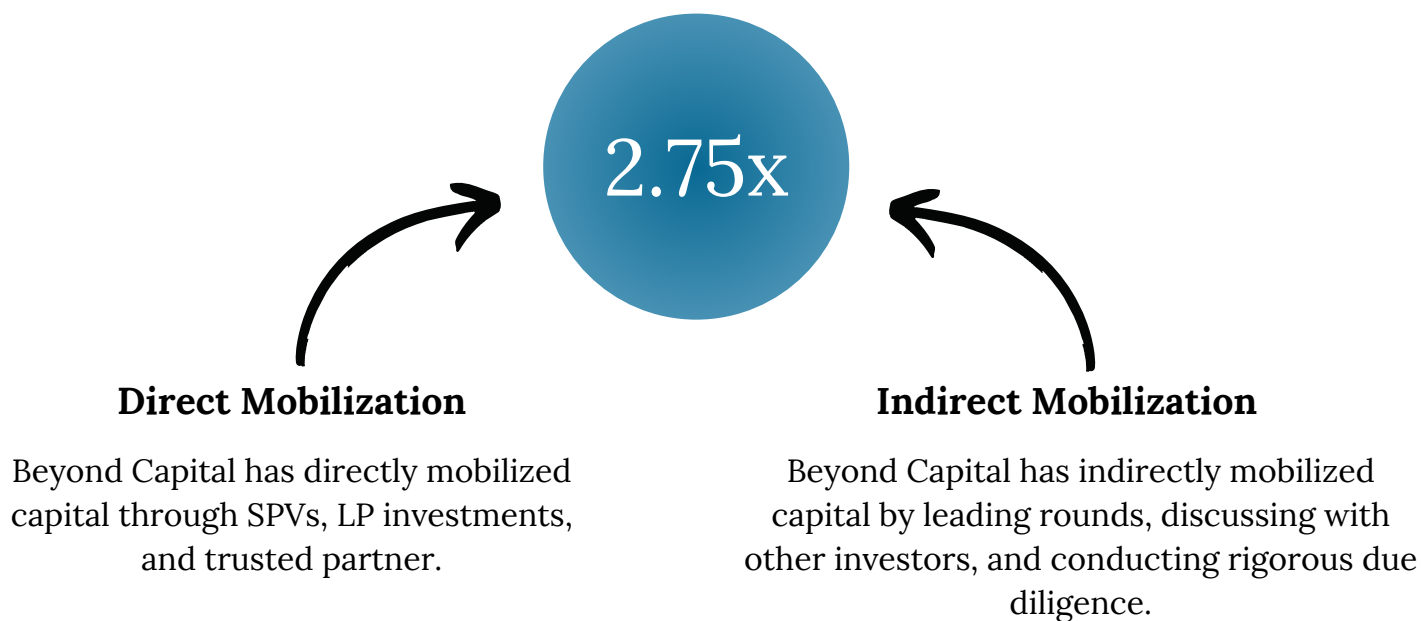 2.75x
Direct Mobilization
Beyond Capital has directly mobilized
capital through SPVs, LP investments,
and trusted partner.
Indirect Mobilization
Beyond Capital has indirectly mobilized
capital by leading rounds, discussing with
other investors, and conducting rigorous due
diligence.